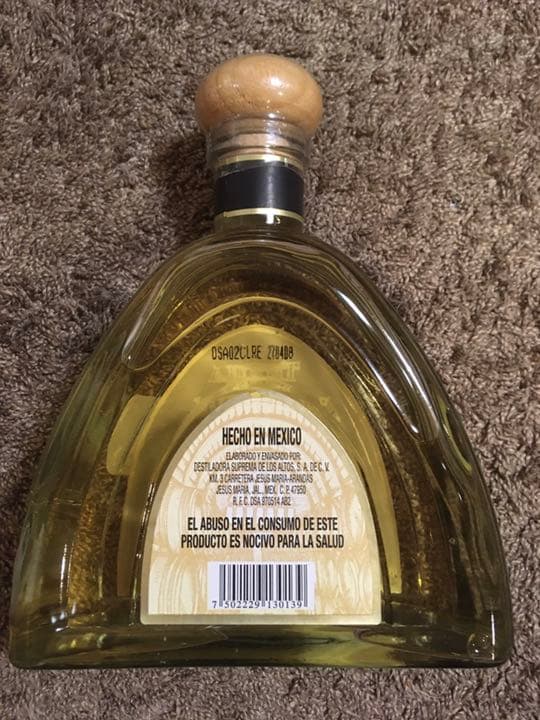 DSA02CLRE 270408
HECHO EN MEXICO
ELABORADO Y ENVASADO POR:
DESTILADORA SUPREMA DE LOS ALTOS, S. A. DE C. V.
KM. 3 CARRETERA JESUS MARIA-ARANDAS
JESUS MARIA, JAL., MEX. C. P. 47950
R. F. C. DSA 970514 AB2
EL ABUSO EN EL CONSUMO DE ESTE
PRODUCTO ES NOCIVO PARA LA SALUD
7 502229 130139